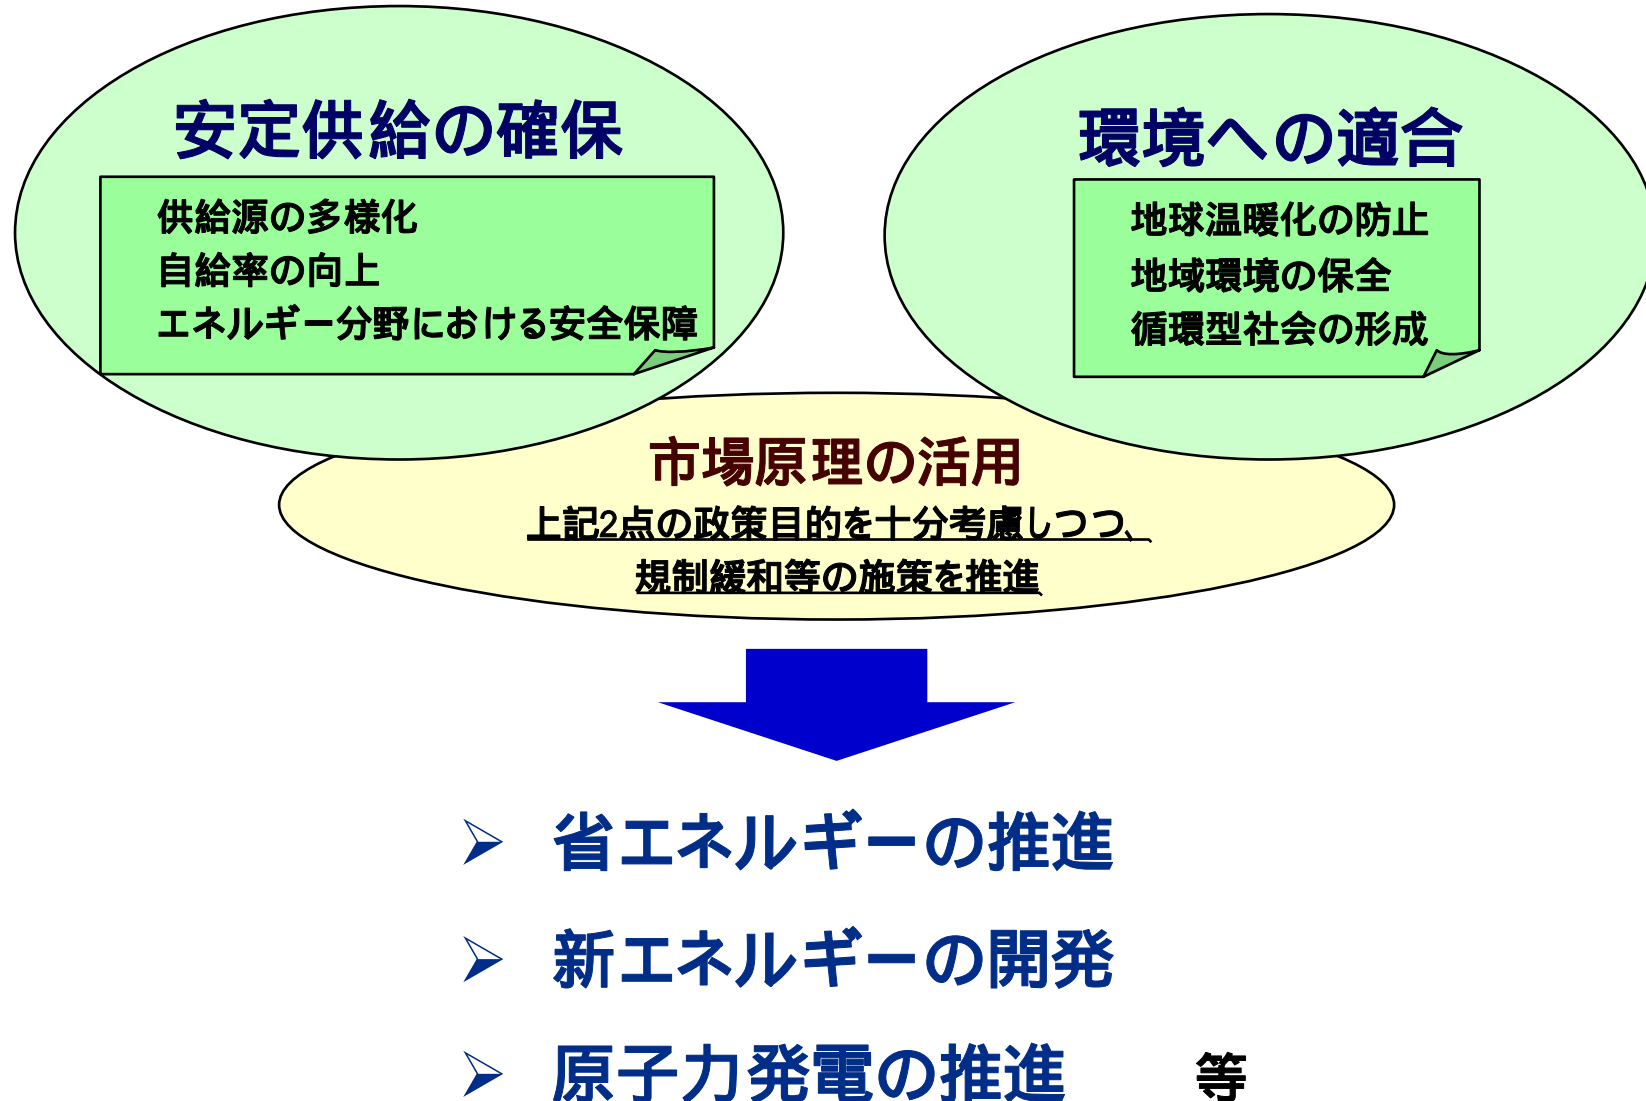 安定供給の確保
供給源の多様化
自給率の向上
エネルギー分野における安全保障
環境への適合
地球温暖化の防止
地域環境の保全
循環型社会の形成
市場原理の活用
上記2点の政策目的を十分考慮しつつ、
規制緩和等の施策を推進
➢ 省エネルギーの推進
➢ 新エネルギーの開発
➢ 原子力発電の推進 等